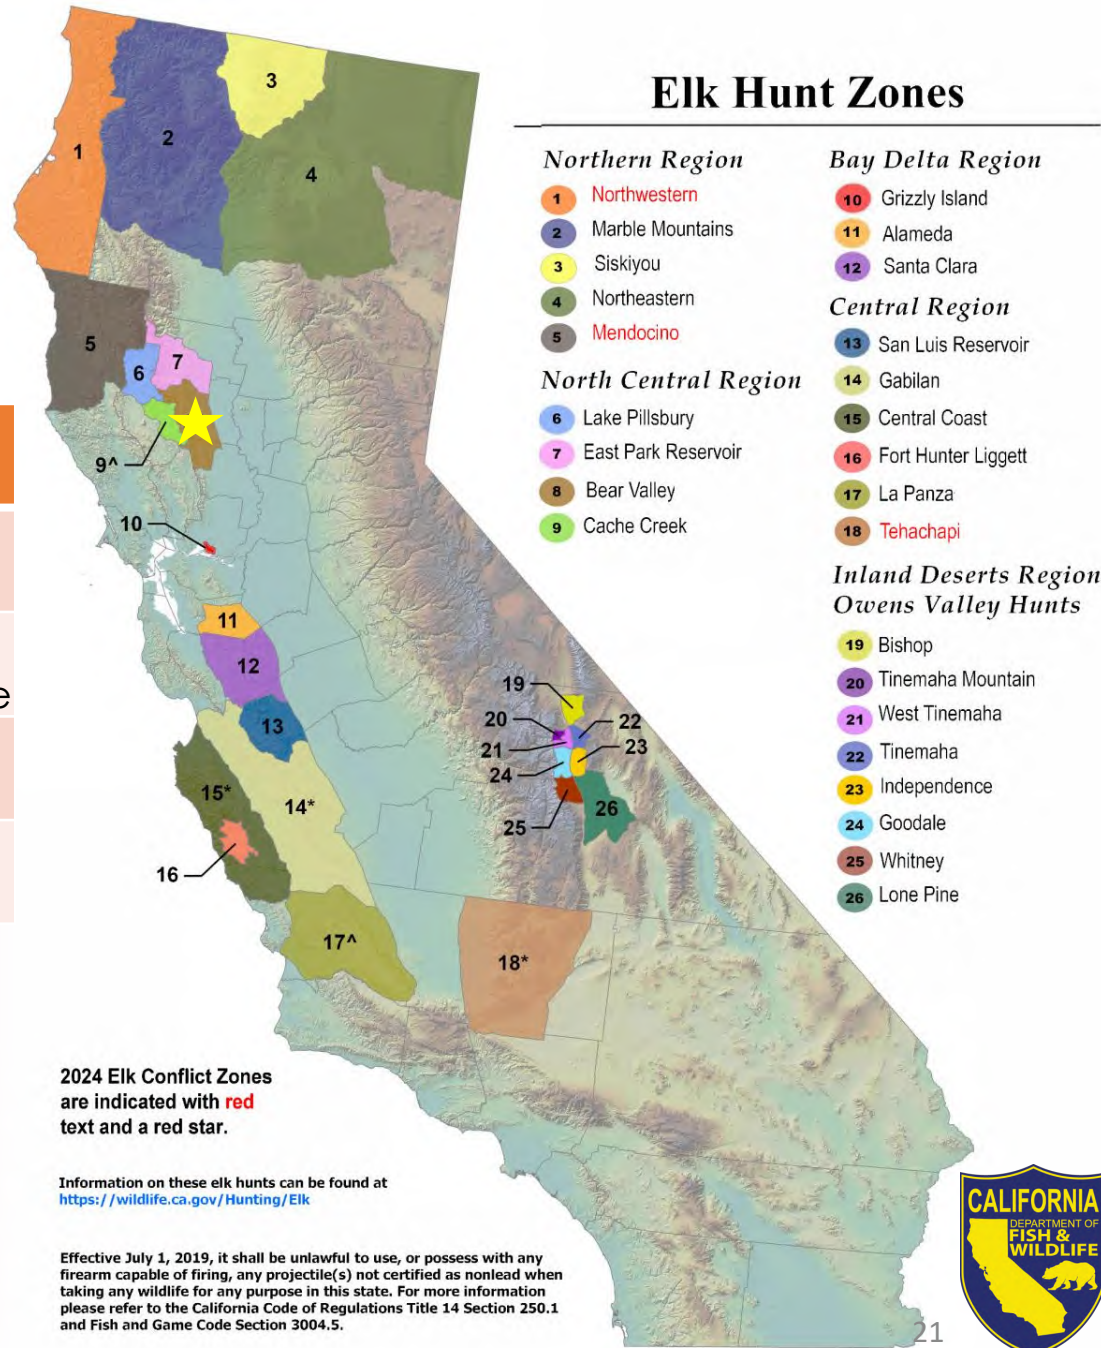 Elk Hunt Zones
Northern Region
1 Northwestern
2 Marble Mountains
3 Siskiyou
4 Northeastern
5 Mendocino
North Central Region
6 Lake Pillsbury
7 East Park Reservoir
8 Bear Valley
9 Cache Creek
Bay Delta Region
10 Grizzly Island
11 Alameda
12 Santa Clara
Central Region
13 San Luis Reservoir
14 Gabilan
15 Central Coast
16 Fort Hunter Liggett
17 La Panza
18 Tehachapi
Inland Deserts Region
Owens Valley Hunts
19 Bishop
20 Tinemaha Mountain
21 West Tinemaha
22 Tinemaha
23 Independence
24 Goodale
25 Whitney
26 Lone Pine
1
2
3
4
5
6
7
9^
10
11
12
13
14*
15*
16
17^
18*
19
20
21
22
23
24
25
26
e
2024 Elk Conflict Zones
are indicated with red
text and a red star.
Information on these elk hunts can be found at
https://wildlife.ca.gov/Hunting/Elk
Effective July 1, 2019, it shall be unlawful to use, or possess with any
firearm capable of firing, any projectile(s) not certified as nonlead when
taking any wildlife for any purpose in this state. For more information
please refer to the California Code of Regulations Title 14 Section 250.1
and Fish and Game Code Section 3004.5.
CALIFORNIA
DEPARTMENT OF
FISH &
WILDLIFE
21